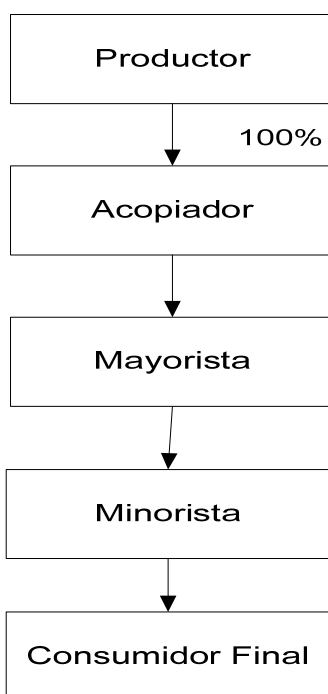 Productor
100%
Acopiador
Mayorista
Minorista
Consumidor Final